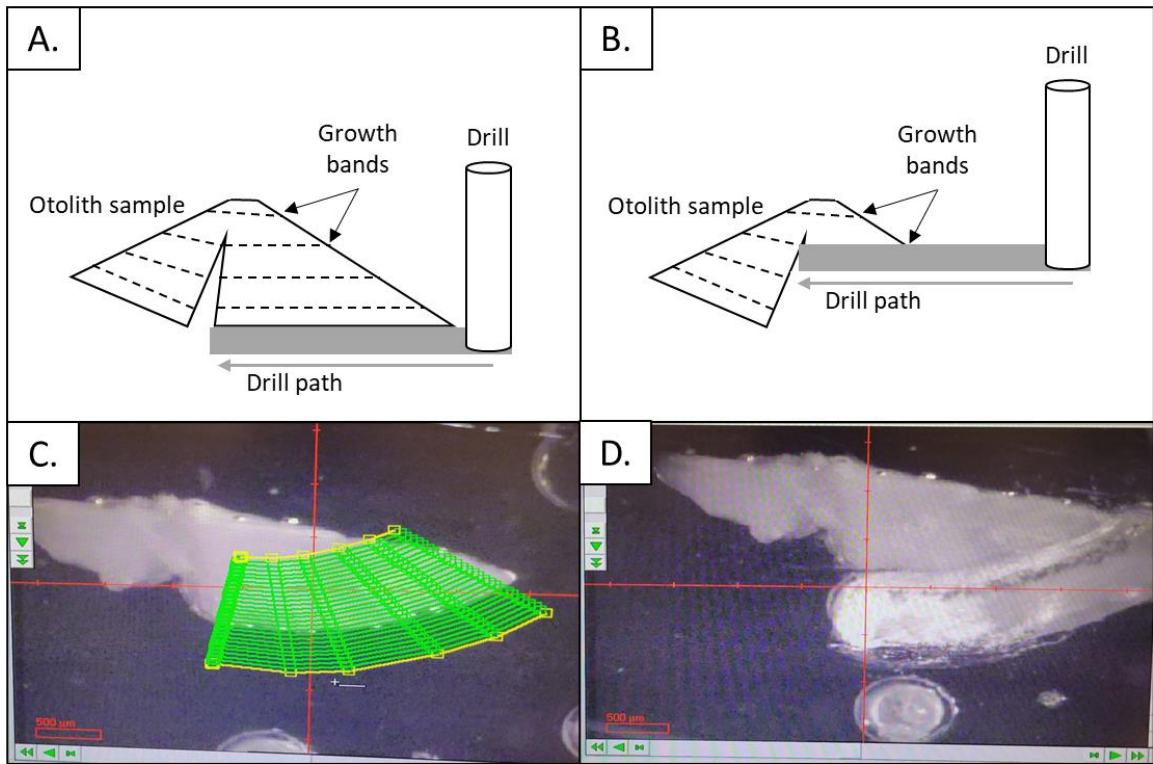 A.
Drill
Growth
bands
Otolith sample
Drill path
B.
Drill
Growth
bands
Otolith sample
Drill path
C.
500 µm
D.
500 µm